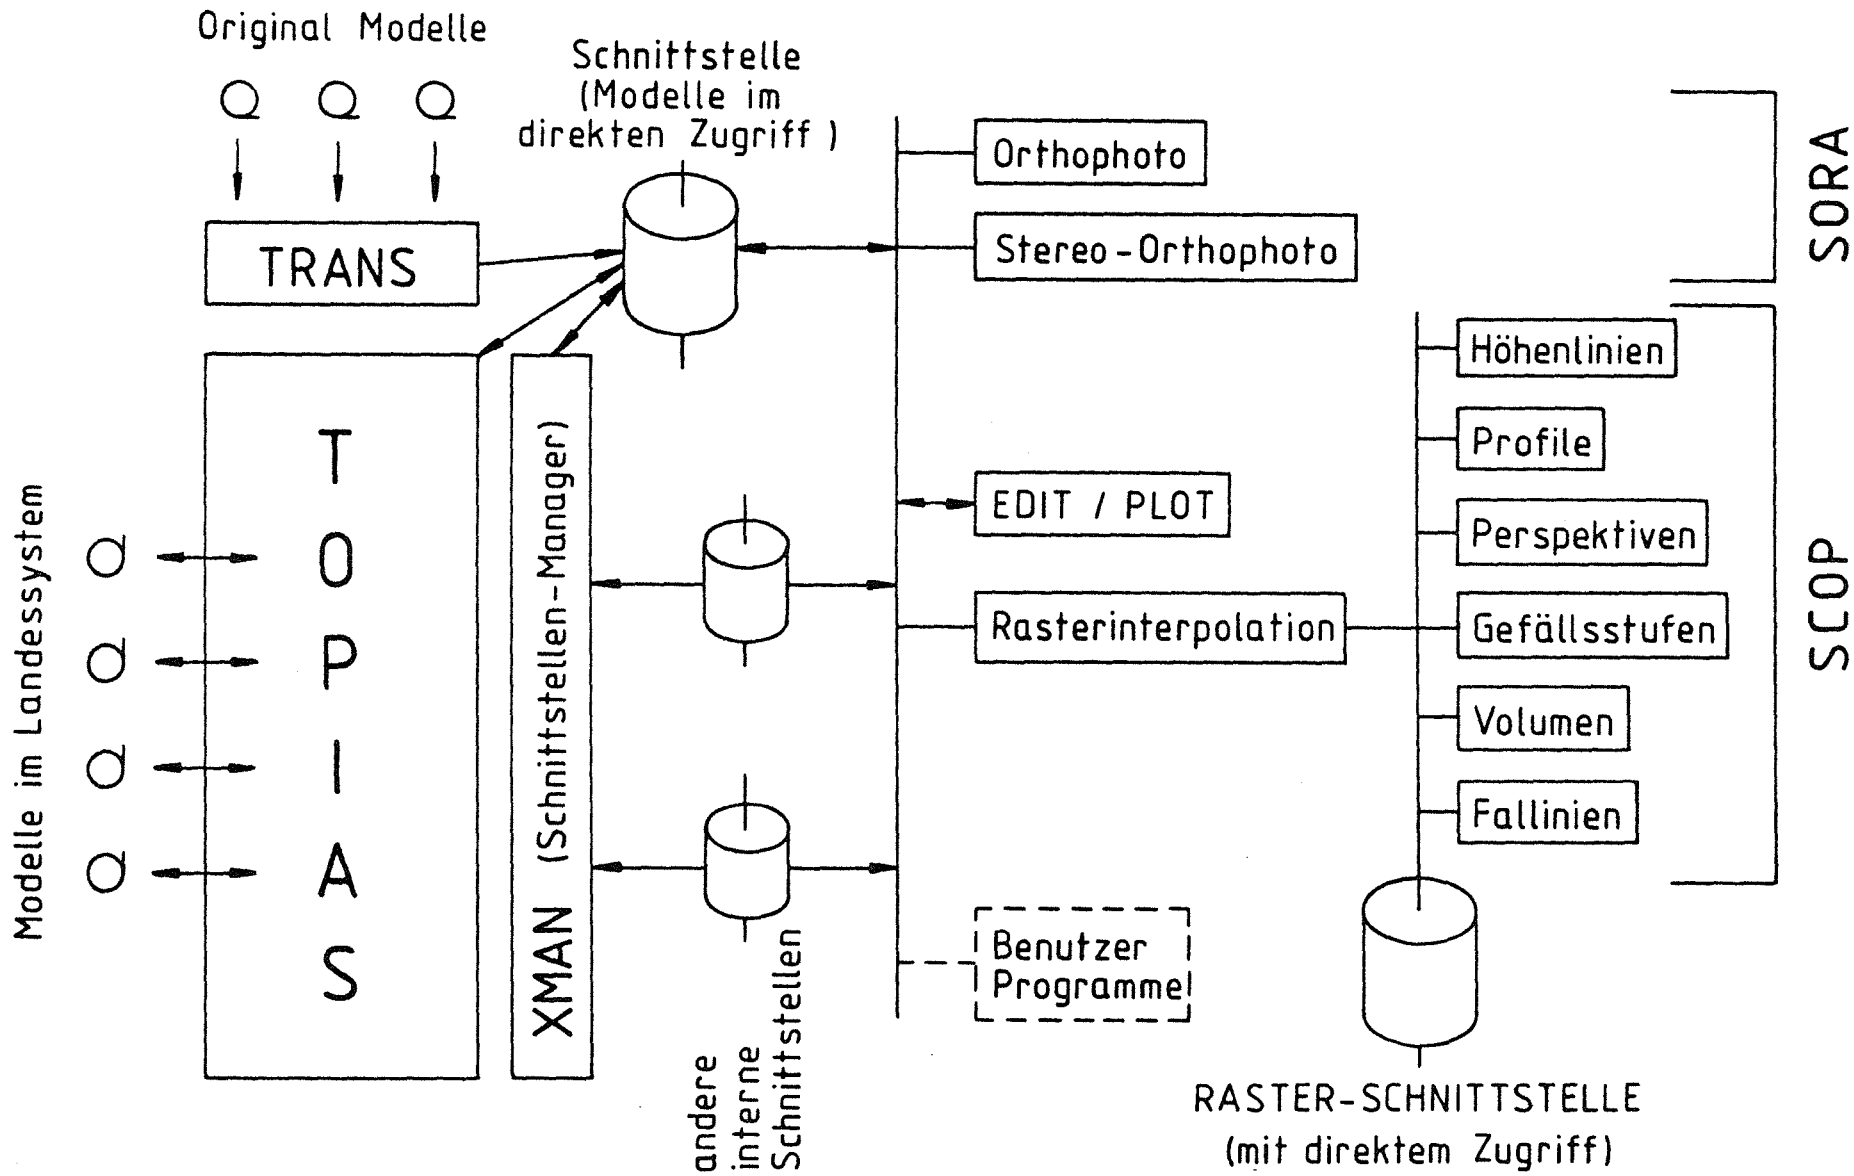 Original Modelle
Schnittstelle
(Modelle im
direkten Zugriff )
TRANS
TOPIAS
Modelle im Landessystem
XMAN (Schnittstellen-Manager)
andere
interne
Schnittstellen
Orthophoto
Stereo-Orthophoto
EDIT / PLOT
Rasterinterpolation
Benutzer
Programme
Höhenlinien
Profile
Perspektiven
Gefällsstufen
Volumen
Fallinien
SORA
SCOP
RASTER-SCHNITTSTELLE
(mit direktem Zugriff)